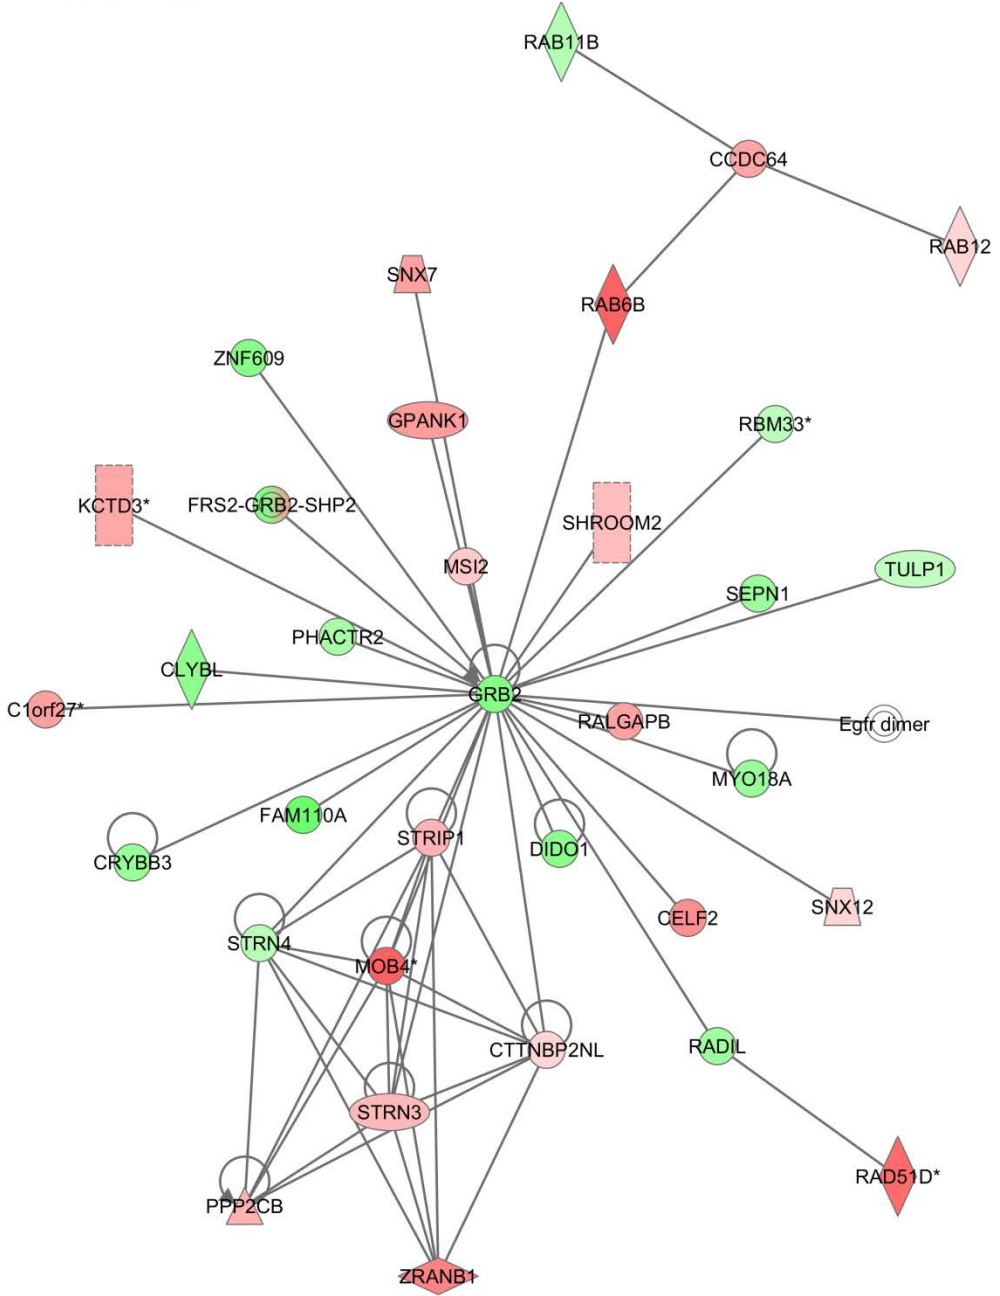 RAB11B
CCDC64
RAB12
SNX7
RAB6B
ZNF609
GPANK1
RBM33*
KCTD3*
FRS2-GRB2-SHP2
SHROOM2
MSI2
TULP1
SEPN1
PHACTR2
CLYBL
GRB2
C1orf27*
RALGAPB
Egfr dimer
MYO18A
FAM110A
STRIP1
DIDO1
CRYBB3
SNX12
CELF2
STRN4
MOB4*
CTTNBP2NL
RADIL
STRN3
RAD51D*
PPP2CB
ZRANB1